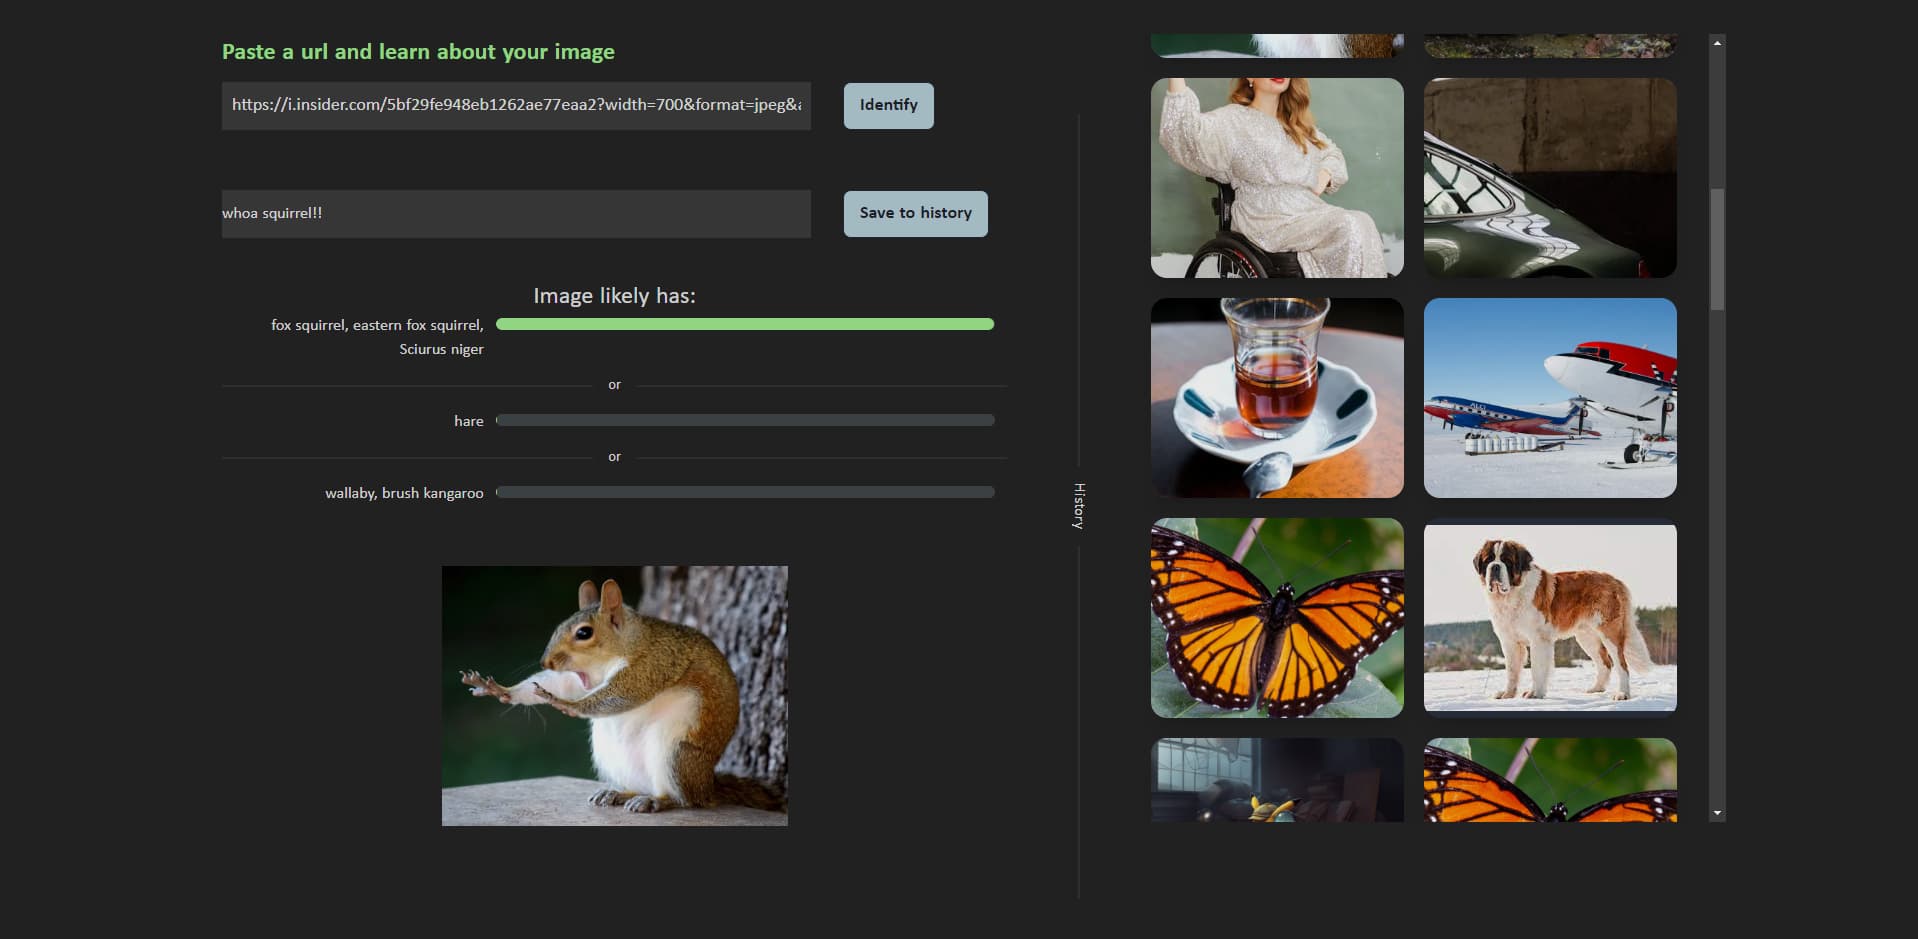 Paste a url and learn about your image
https://i.insider.com/5bf29fe948eb1262ae77eaa2?width=700&format=jpeg&
Identify
whoa squirrel!!
Save to history
Image likely has:
fox squirrel, eastern fox squirrel,
Sciurus niger
or
hare
or
wallaby, brush kangaroo
History